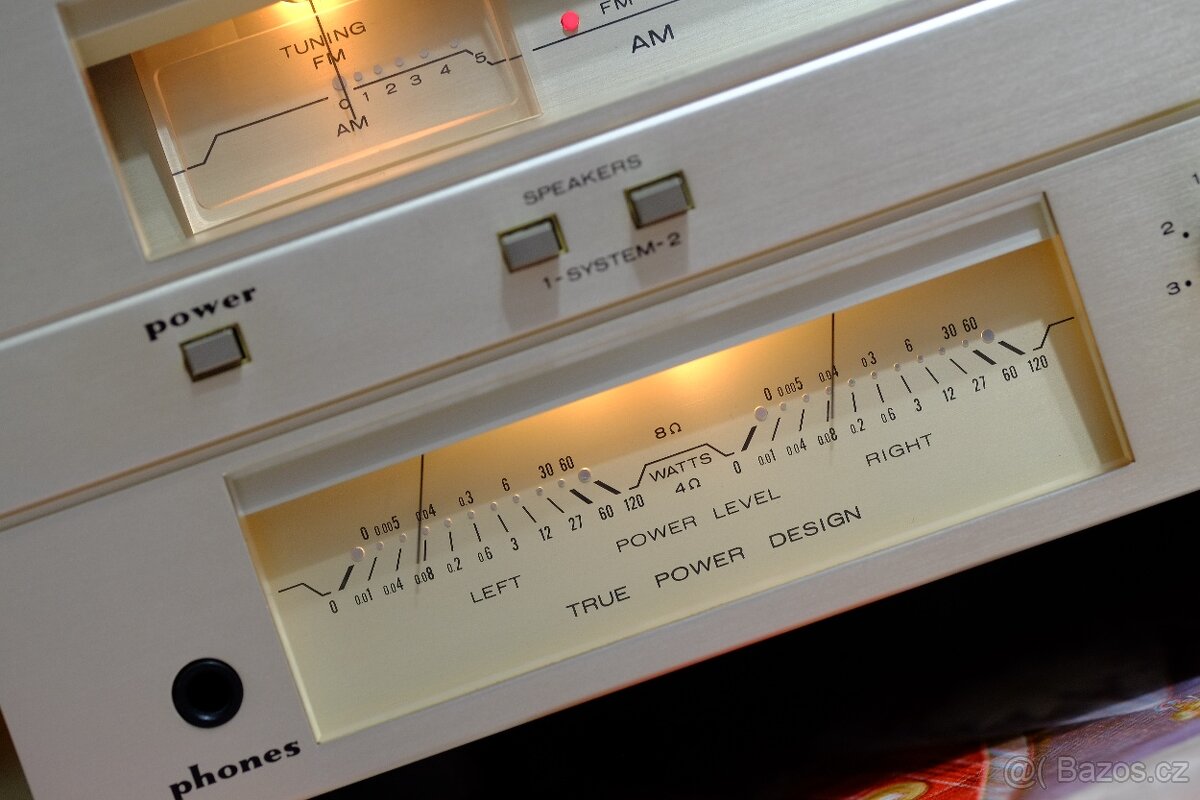 TUNING
FM
0 1 2 3 4 5
AM
FM
AM
SPEAKERS
1-SYSTEM-2
power
2.
3.
0 0.005 0.04 0.3 6 30 60
0 0.01 0.04 0.08 0.2 0.6 3 12 27 60 120
LEFT
8Ω
WATTS
4Ω
0 0.005 0.04 0.3 6 30 60
0 0.01 0.04 0.08 0.2 0.6 3 12 27 60 120
RIGHT
POWER LEVEL
TRUE POWER DESIGN
phones
@( Bazos.cz